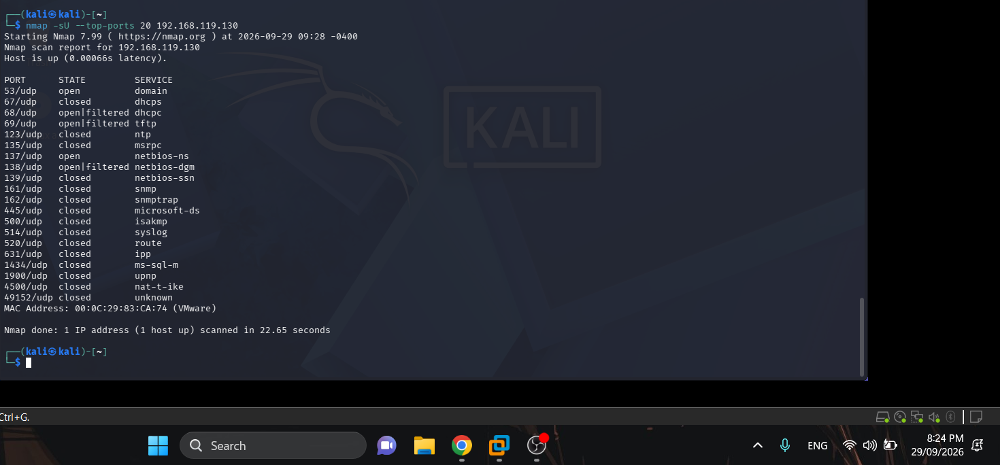 ┌──(kali㉿kali)-[~]
└─$ nmap -sU --top-ports 20 192.168.119.130
Starting Nmap 7.99 ( https://nmap.org ) at 2026-09-29 09:28 -0400
Nmap scan report for 192.168.119.130
Host is up (0.00066s latency).

PORT      STATE         SERVICE
53/udp    open          domain
67/udp    closed        dhcps
68/udp    open|filtered dhcpc
69/udp    open|filtered tftp
123/udp   closed        ntp
135/udp   closed        msrpc
137/udp   open          netbios-ns
138/udp   open|filtered netbios-dgm
139/udp   closed        netbios-ssn
161/udp   closed        snmp
162/udp   closed        snmptrap
445/udp   closed        microsoft-ds
500/udp   closed        isakmp
514/udp   closed        syslog
520/udp   closed        route
631/udp   closed        ipp
1434/udp  closed        ms-sql-m
1900/udp  closed        upnp
4500/udp  closed        nat-t-ike
49152/udp closed        unknown
MAC Address: 00:0C:29:83:CA:74 (VMware)

Nmap done: 1 IP address (1 host up) scanned in 22.65 seconds

┌──(kali㉿kali)-[~]
└─$
KALI
Ctrl+G.
Search
ENG
8:24 PM
29/09/2026